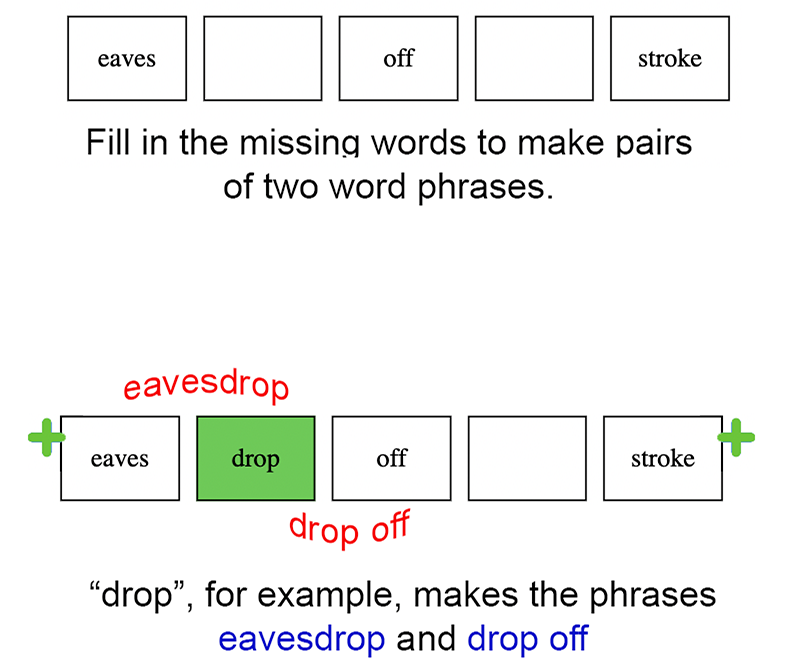 eaves off stroke
Fill in the missing words to make pairs
of two word phrases.
eavesdrop
eaves drop off stroke
drop off
“drop”, for example, makes the phrases
eavesdrop and drop off